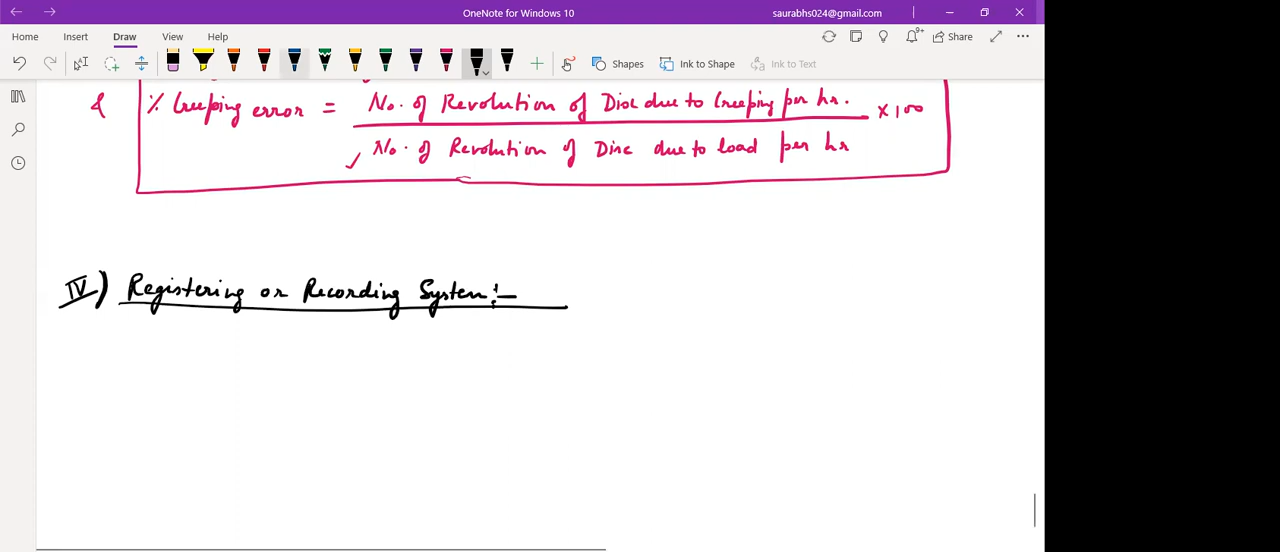 OneNote for Windows 10
saurabhs024@gmail.com
Home Insert Draw View Help
9+
Share
Shapes
Ink to Shape
Ink to Text
& % Creeping error = No. of Revolution of Disc due to Creeping per hr. × 100
No. of Revolution of Disc due to load per hr
IV) Registering or Recording System:-